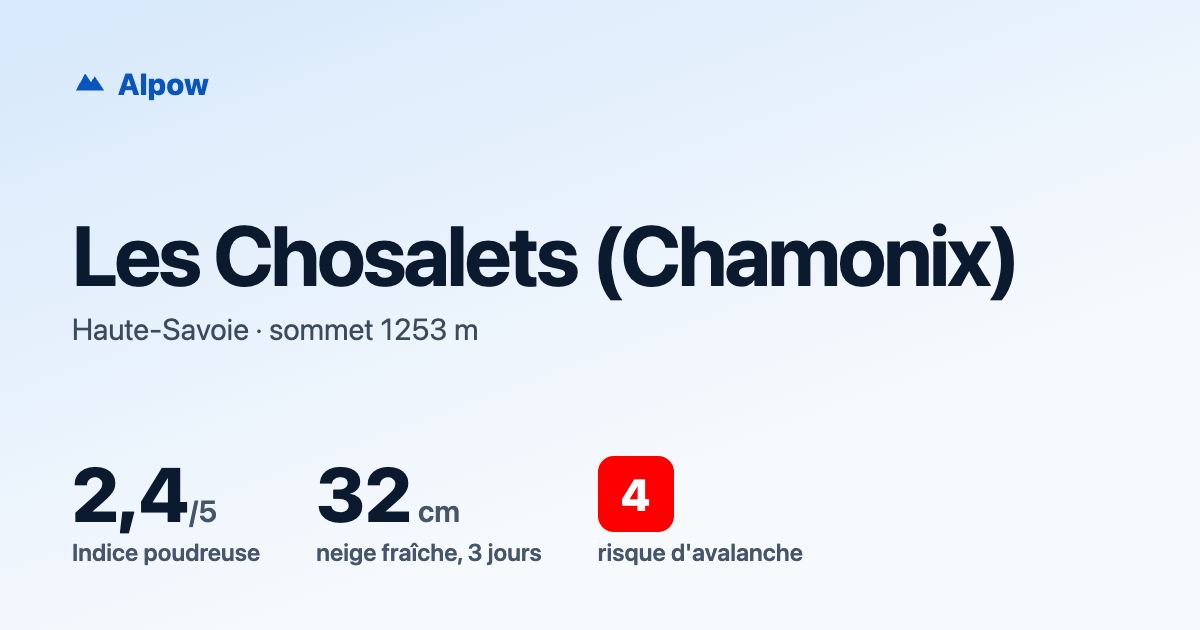 Alpow
Les Chosalets (Chamonix)
Haute-Savoie · sommet 1253 m
2,4/5
Indice poudreuse
32 cm
neige fraîche, 3 jours
4
risque d'avalanche